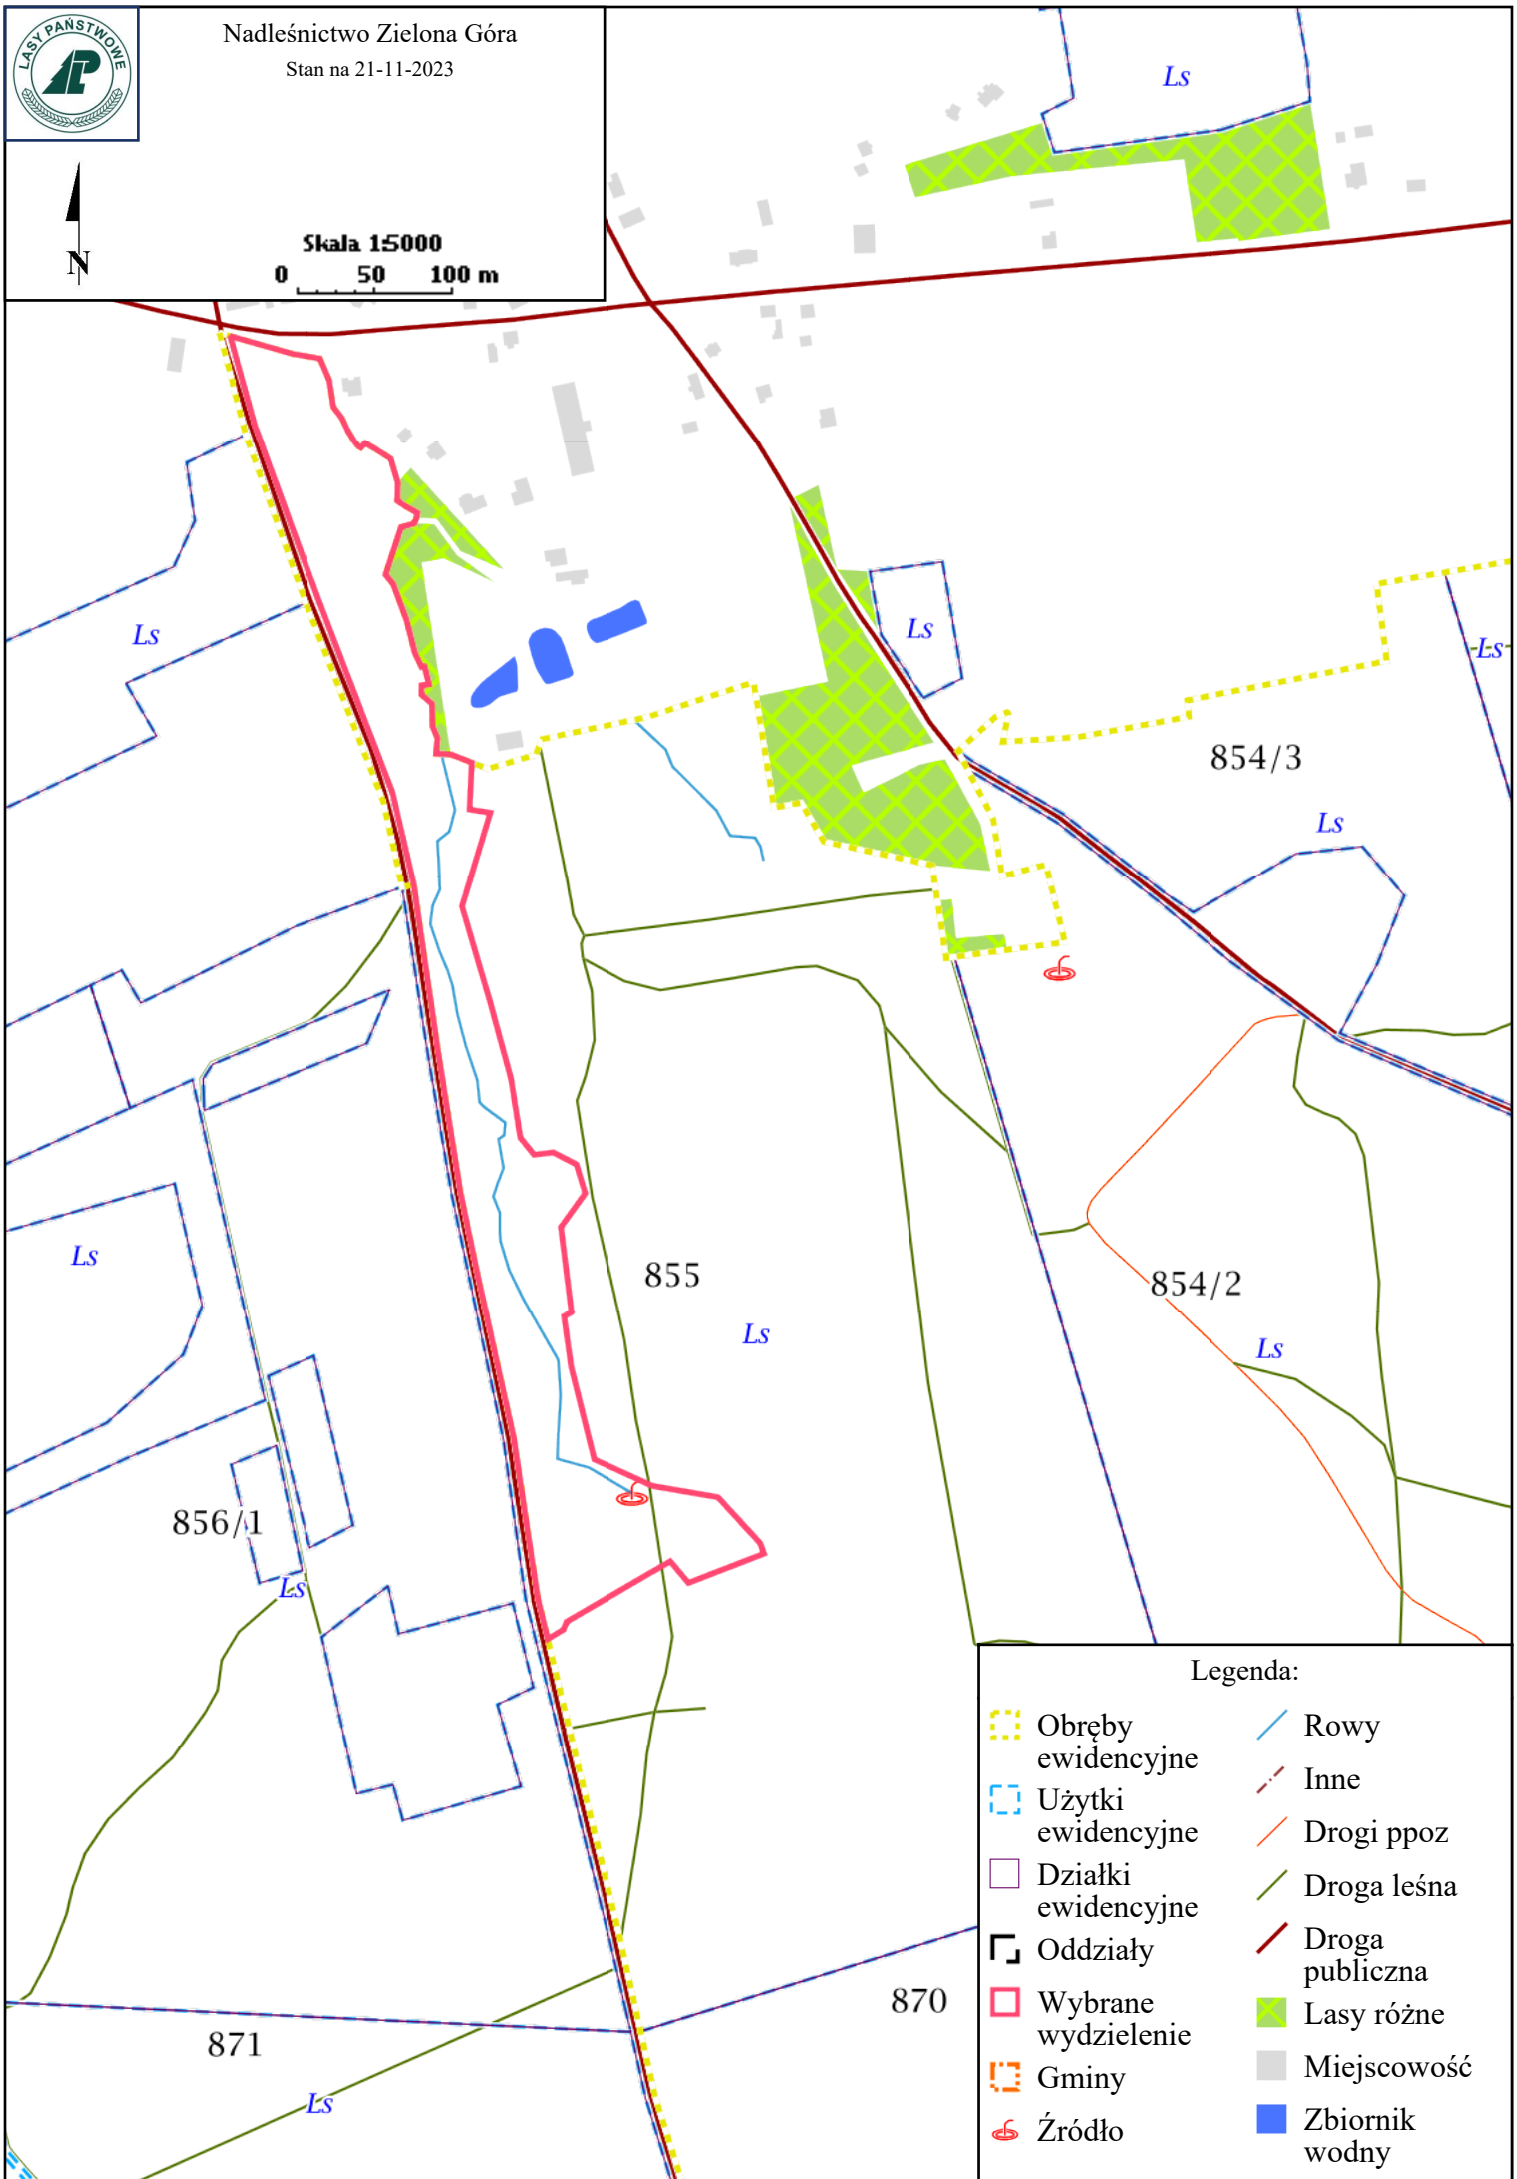 LASY PAŃSTWOWE
Nadleśnictwo Zielona Góra
Stan na 21-11-2023
N
Skala 1:5000
0 50 100 m
Ls
Ls
Ls
Ls
854/3
Ls
Ls
855
854/2
Ls
Ls
856/1
Ls
870
871
Ls
Legenda:
Obręby
ewidencyjne
Użytki
ewidencyjne
Działki
ewidencyjne
Oddziały
Wybrane
wydzielenie
Gminy
Źródło
Rowy
Inne
Drogi ppoz
Droga leśna
Droga
publiczna
Lasy różne
Miejscowość
Zbiornik
wodny